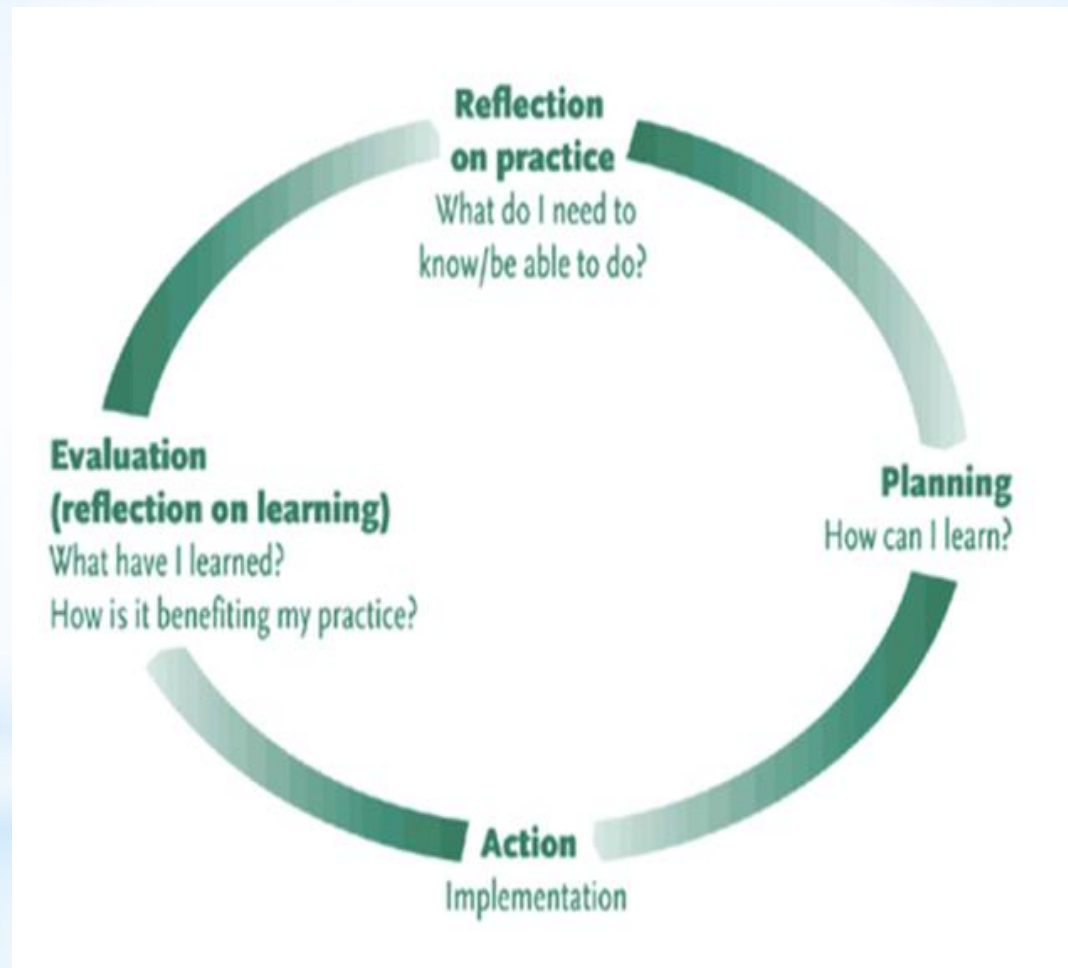 Reflection
on practice
What do I need to
know/be able to do?
Planning
How can I learn?
Action
Implementation
Evaluation
(reflection on learning)
What have I learned?
How is it benefiting my practice?